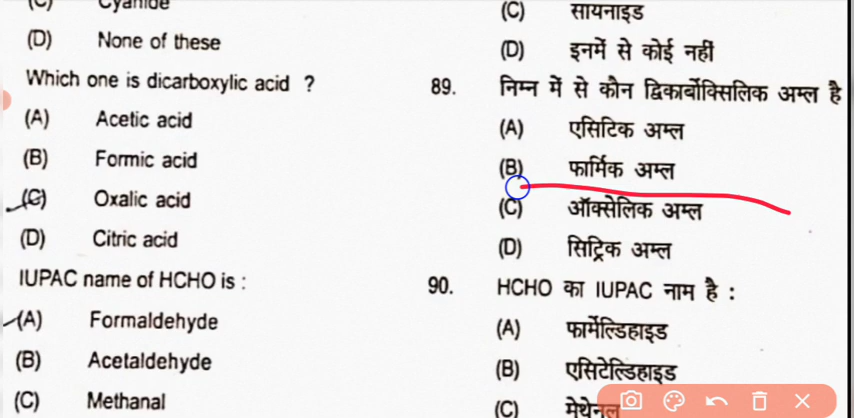 (C) Cyanide
(D) None of these
Which one is dicarboxylic acid ?
(A) Acetic acid
(B) Formic acid
(C) Oxalic acid
(D) Citric acid
IUPAC name of HCHO is :
(A) Formaldehyde
(B) Acetaldehyde
(C) Methanal
(C) सायनाइड
(D) इनमें से कोई नहीं
89. निम्न में से कौन द्विकार्बोक्सिलिक अम्ल है
(A) एसिटिक अम्ल
(B) फार्मिक अम्ल
(C) ऑक्सेलिक अम्ल
(D) सिट्रिक अम्ल
90. HCHO का IUPAC नाम है :
(A) फार्मेल्डिहाइड
(B) एसिटेल्डिहाइड
(C) मेथेनल